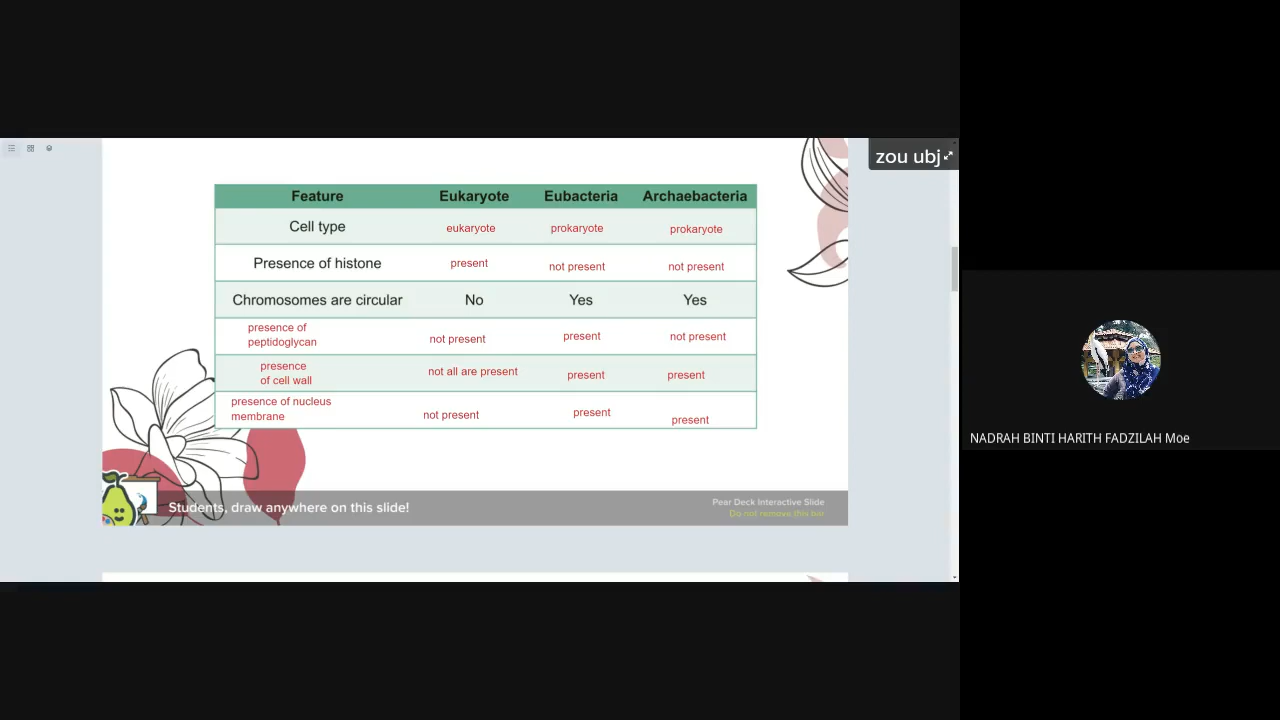 zou ubj
Feature Eukaryote Eubacteria Archaebacteria
Cell type eukaryote prokaryote prokaryote
Presence of histone present not present not present
Chromosomes are circular No Yes Yes
presence of
peptidoglycan not present present not present
presence
of cell wall not all are present present present
presence of nucleus
membrane not present present present
Students, draw anywhere on this slide!
Pear Deck Interactive Slide
Do not remove this bar
NADRAH BINTI HARITH FADZILAH Moe